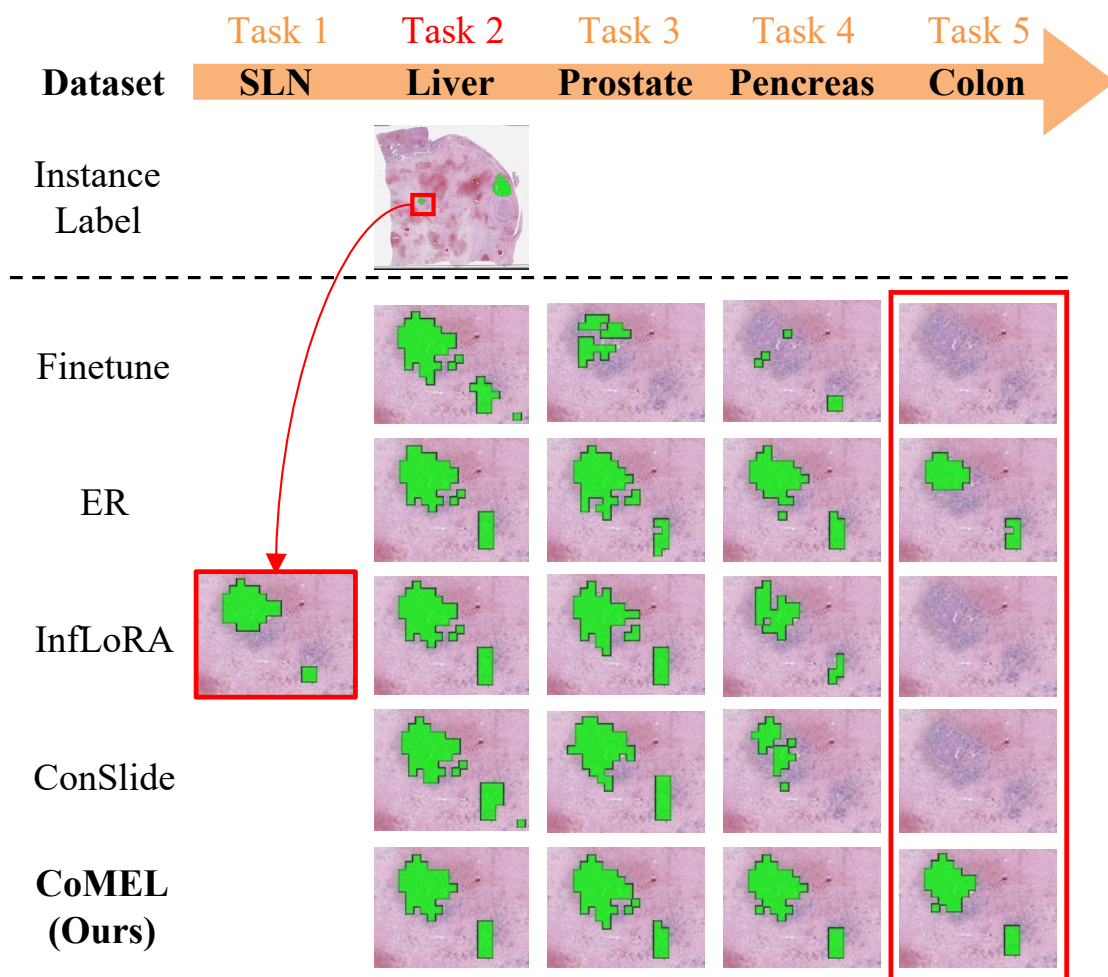 Task 1 Task 2 Task 3 Task 4 Task 5
Dataset SLN Liver Prostate Pencreas Colon
Instance
Label
Finetune
ER
InfLoRA
ConSlide
CoMEL
(Ours)